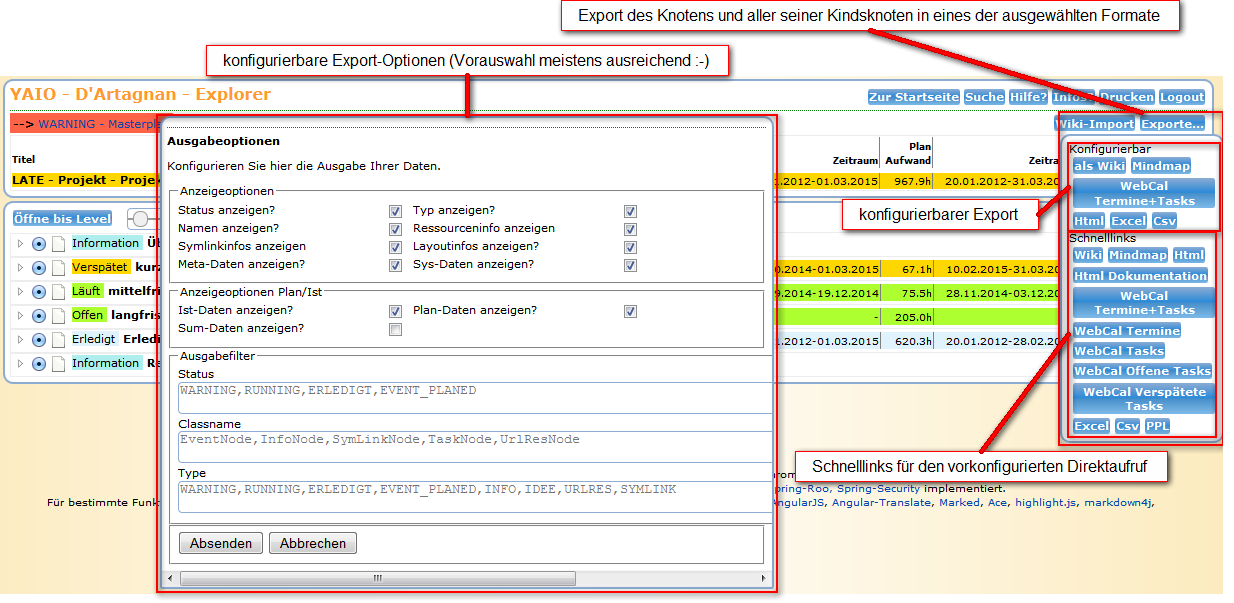 Export des Knotens und aller seiner Kindsknoten in eines der ausgewählten Formate
konfigurierbare Export-Optionen (Vorauswahl meistens ausreichend :-)
YAIO - D'Artagnan - Explorer
Zur Startseite Suche Hilfe? Infos? Drucken Logout
--> WARNING - Masterpla
Wiki-Import Exporte...
Titel
Zeitraum
Plan
Aufwand
Zeitra
LATE - Projekt - Proje
.2012-01.03.2015 967.9h 20.01.2012-31.03.20
Öffne bis Level
Information Üb
Verspätet kurz
.2014-01.03.2015 67.1h 10.02.2015-31.03.20
Läuft mittelfri
.2014-19.12.2014 75.5h 28.11.2014-03.12.20
Offen langfris
- 205.0h
Erledigt Erledi
.2012-01.03.2015 620.3h 20.01.2012-28.02.20
Information Re
Ausgabeoptionen
Konfigurieren Sie hier die Ausgabe Ihrer Daten.
Anzeigeoptionen
Status anzeigen? Typ anzeigen?
Namen anzeigen? Ressourceninfo anzeigen
Symlinkinfos anzeigen Layoutinfos anzeigen?
Meta-Daten anzeigen? Sys-Daten anzeigen?
Anzeigeoptionen Plan/Ist
Ist-Daten anzeigen? Plan-Daten anzeigen?
Sum-Daten anzeigen?
Ausgabefilter
Status
WARNING,RUNNING,ERLEDIGT,EVENT_PLANED
Classname
EventNode,InfoNode,SymLinkNode,TaskNode,UrlResNode
Type
WARNING,RUNNING,ERLEDIGT,EVENT_PLANED,INFO,IDEE,URLRES,SYMLINK
Absenden Abbrechen
Konfigurierbar
als Wiki Mindmap
WebCal
Termine+Tasks
Html Excel Csv
Schnelllinks
Wiki Mindmap Html
Html Dokumentation
WebCal
Termine+Tasks
WebCal Termine
WebCal Tasks
WebCal Offene Tasks
WebCal Verspätete
Tasks
Excel Csv PPL
konfigurierbarer Export
Schnelllinks für den vorkonfigurierten Direktaufruf
pring-Roo, Spring-Security implementiert.
Für bestimmte Funk
AngularJS, Angular-Translate, Marked, Ace, highlight.js, markdown4j,